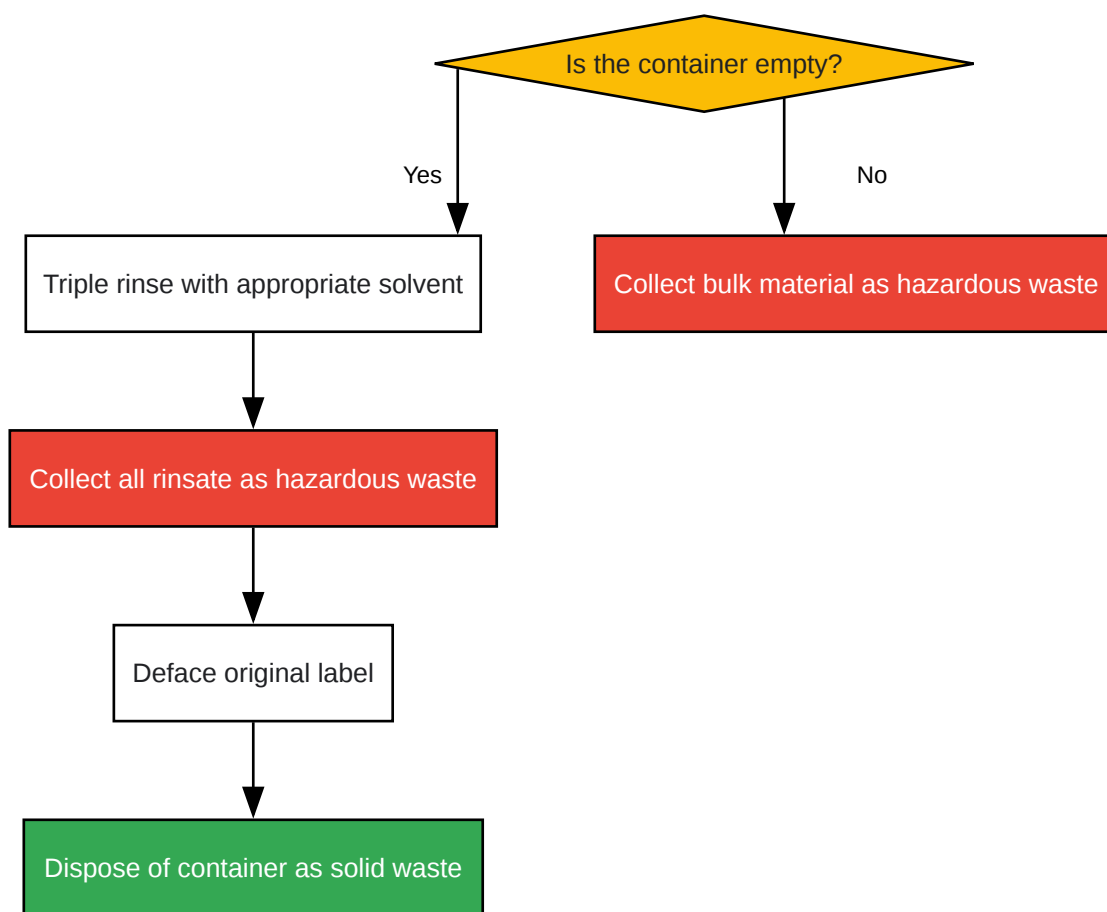 Is the container empty?
Yes
No
Triple rinse with appropriate solvent
Collect bulk material as hazardous waste
Collect all rinsate as hazardous waste
Deface original label
Dispose of container as solid waste